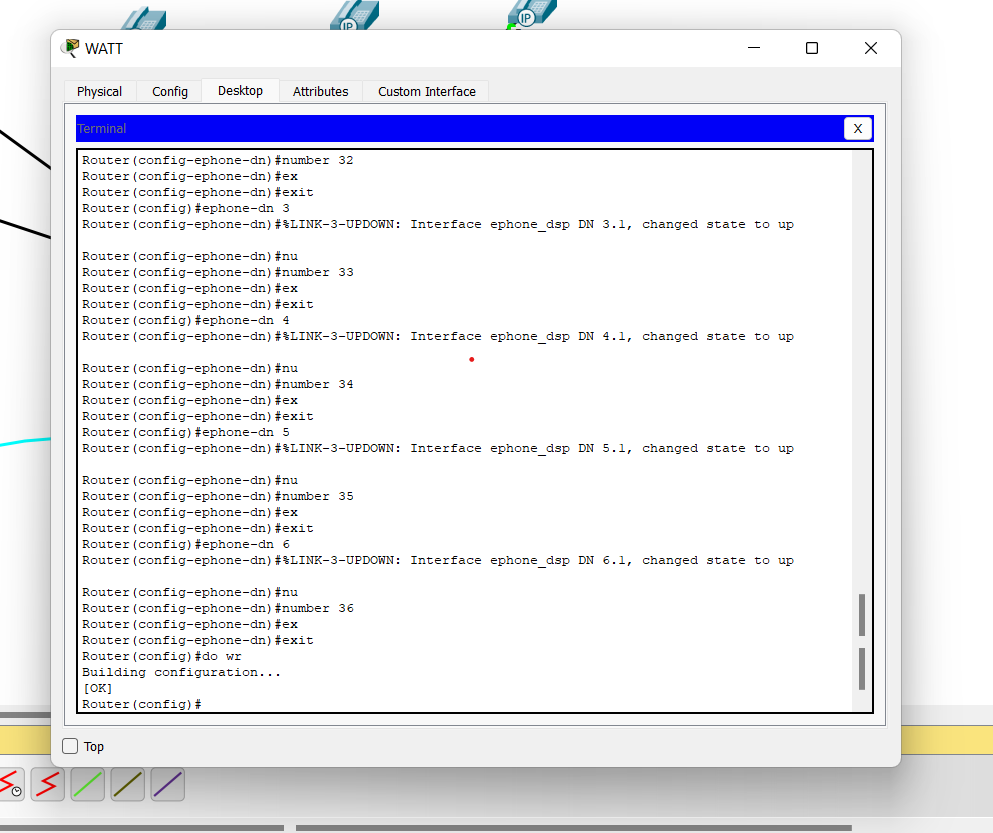 IP
IP
WATT
Physical
Config
Desktop
Attributes
Custom Interface
Terminal
X
Router(config-ephone-dn)#number 32
Router(config-ephone-dn)#ex
Router(config-ephone-dn)#exit
Router(config)#ephone-dn 3
Router(config-ephone-dn)#%LINK-3-UPDOWN: Interface ephone_dsp DN 3.1, changed state to up
Router(config-ephone-dn)#nu
Router(config-ephone-dn)#number 33
Router(config-ephone-dn)#ex
Router(config-ephone-dn)#exit
Router(config)#ephone-dn 4
Router(config-ephone-dn)#%LINK-3-UPDOWN: Interface ephone_dsp DN 4.1, changed state to up
Router(config-ephone-dn)#nu
Router(config-ephone-dn)#number 34
Router(config-ephone-dn)#ex
Router(config-ephone-dn)#exit
Router(config)#ephone-dn 5
Router(config-ephone-dn)#%LINK-3-UPDOWN: Interface ephone_dsp DN 5.1, changed state to up
Router(config-ephone-dn)#nu
Router(config-ephone-dn)#number 35
Router(config-ephone-dn)#ex
Router(config-ephone-dn)#exit
Router(config)#ephone-dn 6
Router(config-ephone-dn)#%LINK-3-UPDOWN: Interface ephone_dsp DN 6.1, changed state to up
Router(config-ephone-dn)#nu
Router(config-ephone-dn)#number 36
Router(config-ephone-dn)#ex
Router(config-ephone-dn)#exit
Router(config)#do wr
Building configuration...
[OK]
Router(config)#
Top